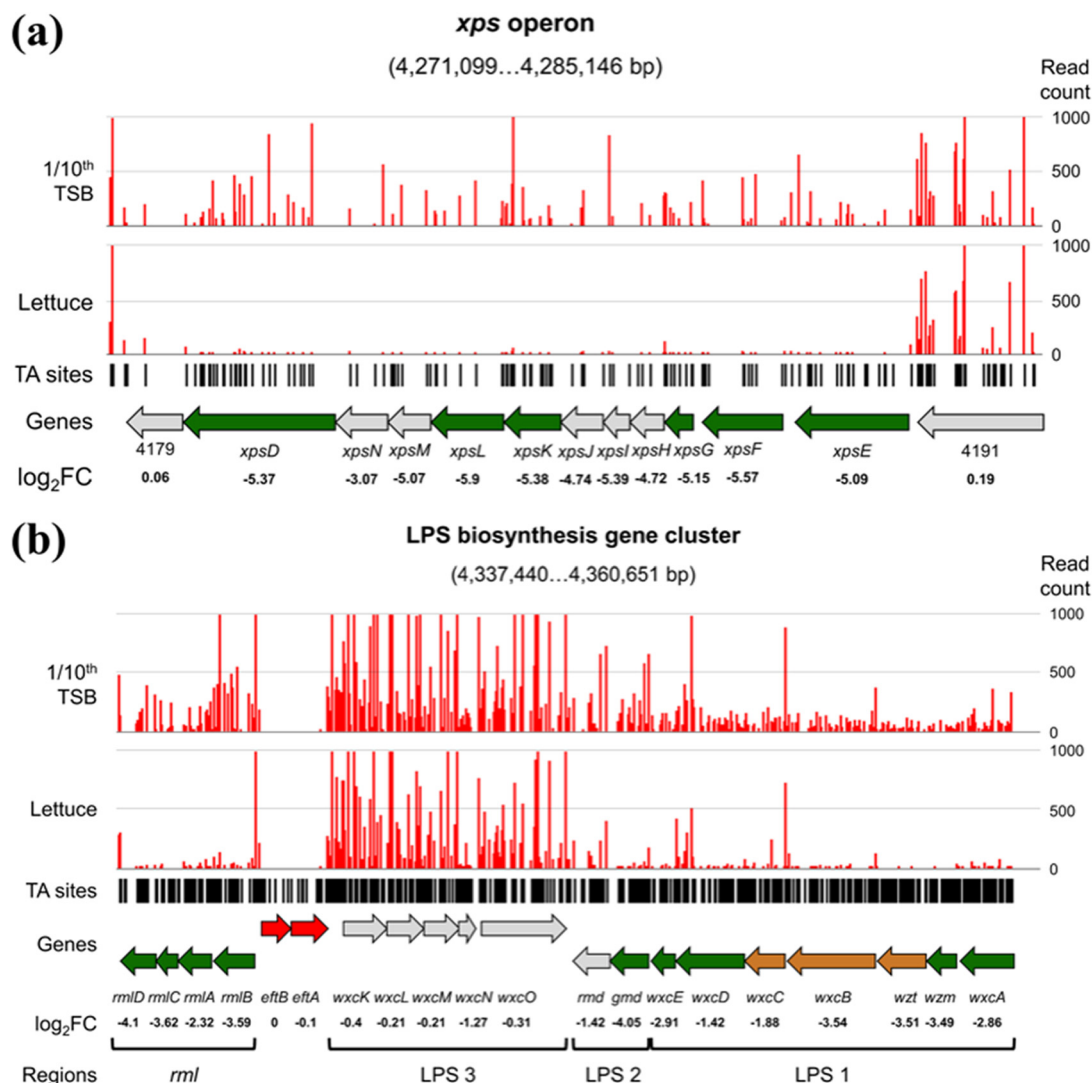 (a)
xps operon
(4,271,099...4,285,146 bp)
Read
count
1/10th
TSB
1000
500
0
Lettuce
1000
500
0
TA sites
Genes
4179 xpsD xpsN xpsM xpsL xpsK xpsJ xpsI xpsH xpsG xpsF xpsE 4191
log2FC 0.06 -5.37 -3.07 -5.07 -5.9 -5.38 -4.74 -5.39 -4.72 -5.15 -5.57 -5.09 0.19
(b)
LPS biosynthesis gene cluster
(4,337,440...4,360,651 bp)
Read
count
1/10th
TSB
1000
500
0
Lettuce
1000
500
0
TA sites
Genes
rmlD rmlC rmlA rmlB eftB eftA wxcK wxcL wxcM wxcN wxcO rmd gmd wxcE wxcD wxcC wxcB wzt wzm wxcA
log2FC -4.1 -3.62 -2.32 -3.59 0 -0.1 -0.4 -0.21 -0.21 -1.27 -0.31 -1.42 -4.05 -2.91 -1.42 -1.88 -3.54 -3.51 -3.49 -2.86
Regions rml LPS 3 LPS 2 LPS 1